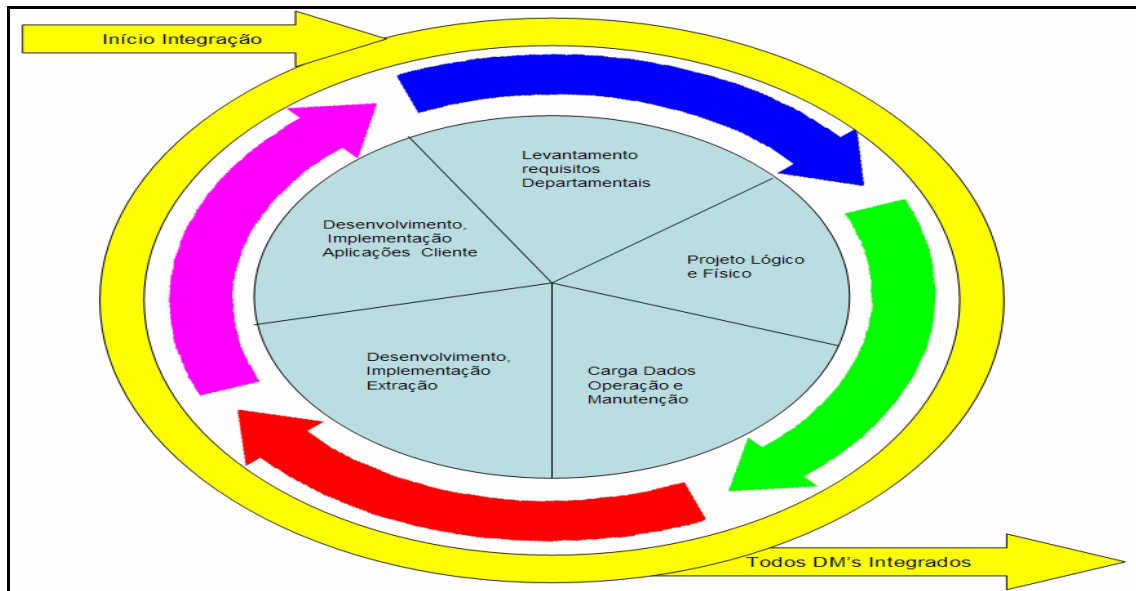 Início Integração
Levantamento
requisitos
Departamentais
Desenvolvimento,
Implementação
Aplicações Cliente
Projeto Lógico
e Físico
Desenvolvimento,
Implementação
Extração
Carga Dados
Operação e
Manutenção
Todos DM's Integrados